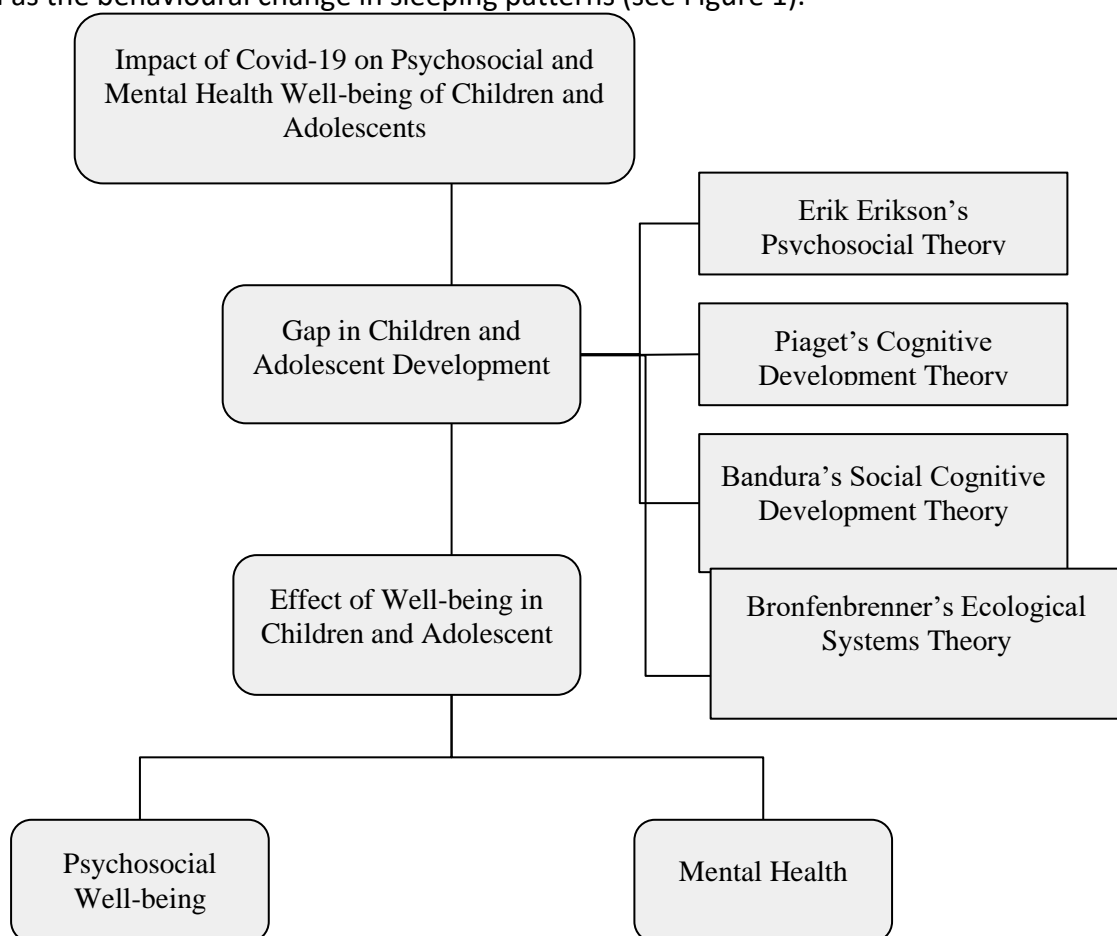 as the behavioural change in sleeping patterns (see Figure 1).
Impact of Covid-19 on Psychosocial and
Mental Health Well-being of Children and
Adolescents
Erik Erikson’s
Psychosocial Theory
Gap in Children and
Adolescent Development
Piaget’s Cognitive
Development Theory
Bandura’s Social Cognitive
Development Theory
Effect of Well-being in
Children and Adolescent
Bronfenbrenner’s Ecological
Systems Theory
Psychosocial
Well-being
Mental Health